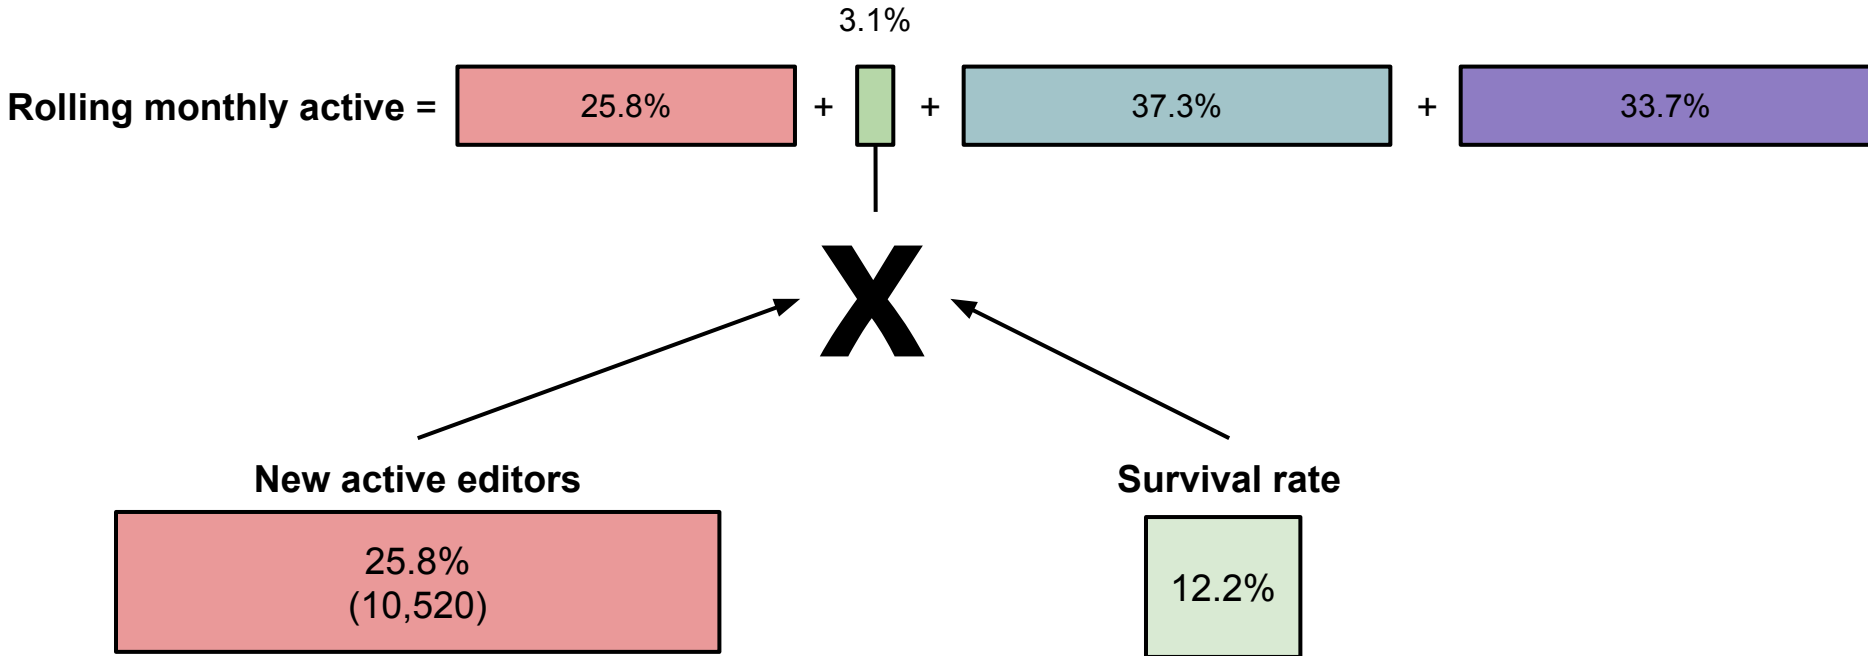 3.1%
Rolling monthly active = 25.8% + + 37.3% + 33.7%
X
New active editors Survival rate
25.8%
(10,520)
12.2%